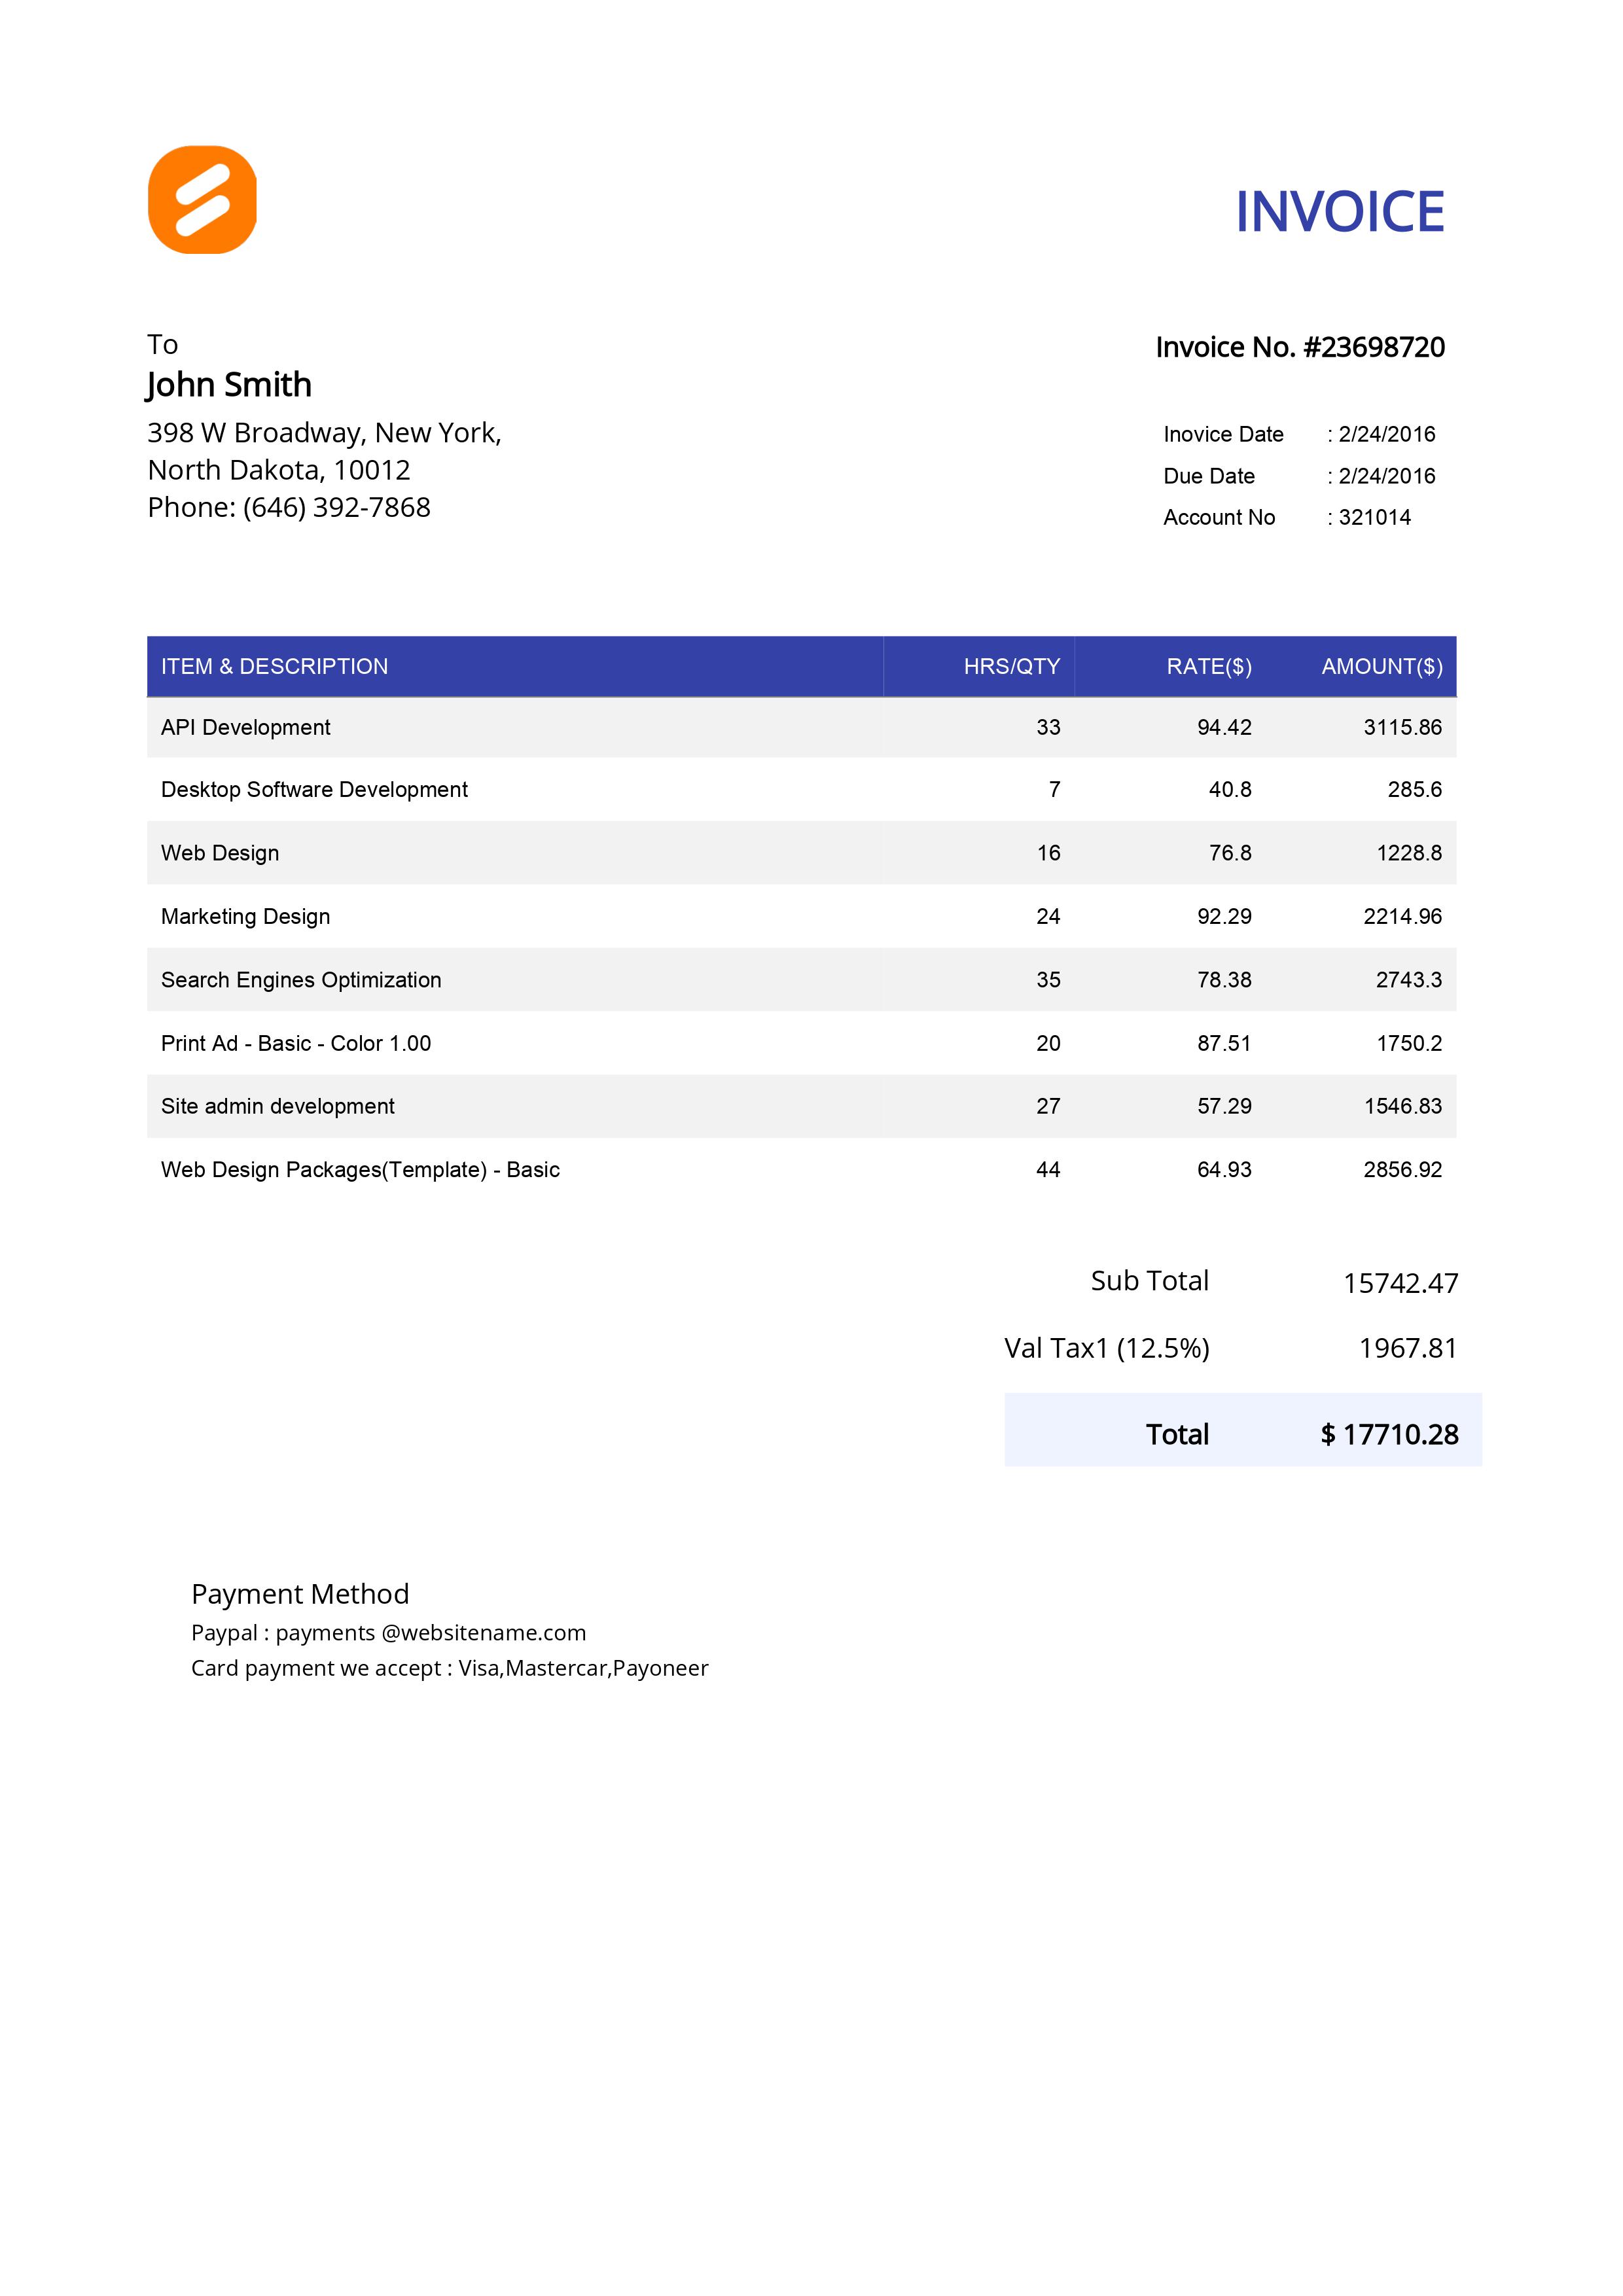 INVOICE
To
John Smith
398 W Broadway, New York,
North Dakota, 10012
Phone: (646) 392-7868
Invoice No. #23698720
Inovice Date : 2/24/2016
Due Date : 2/24/2016
Account No : 321014
ITEM & DESCRIPTION HRS/QTY RATE($) AMOUNT($)
API Development 33 94.42 3115.86
Desktop Software Development 7 40.8 285.6
Web Design 16 76.8 1228.8
Marketing Design 24 92.29 2214.96
Search Engines Optimization 35 78.38 2743.3
Print Ad - Basic - Color 1.00 20 87.51 1750.2
Site admin development 27 57.29 1546.83
Web Design Packages(Template) - Basic 44 64.93 2856.92
Sub Total 15742.47
Val Tax1 (12.5%) 1967.81
Total $ 17710.28
Payment Method
Paypal : payments @websitename.com
Card payment we accept : Visa,Mastercar,Payoneer